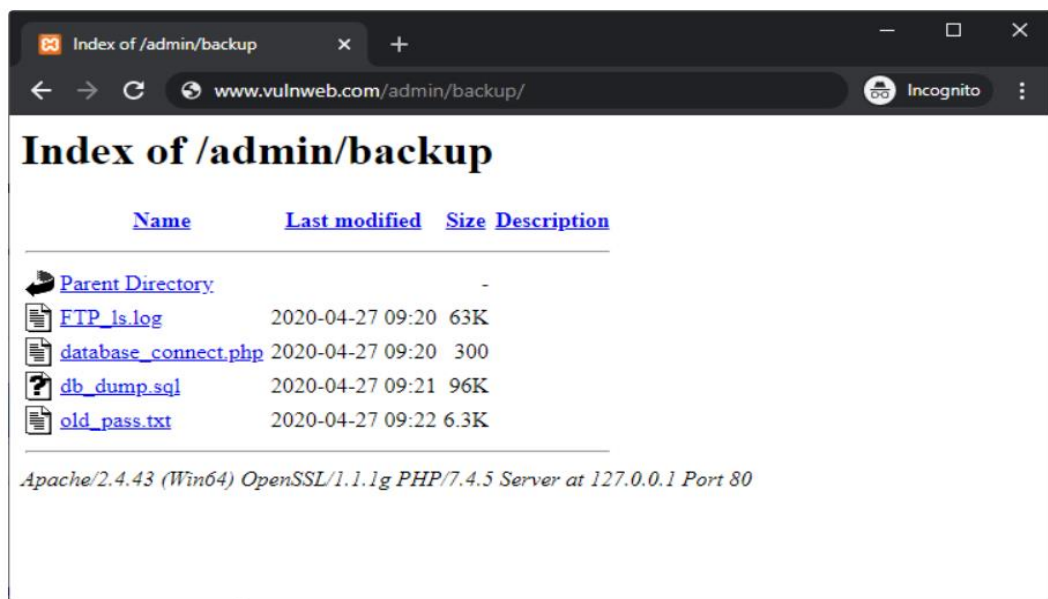 Index of /admin/backup
www.vulnweb.com/admin/backup/
Incognito
Index of /admin/backup
Name Last modified Size Description
Parent Directory -
FTP_ls.log 2020-04-27 09:20 63K
database_connect.php 2020-04-27 09:20 300
db_dump.sql 2020-04-27 09:21 96K
old_pass.txt 2020-04-27 09:22 6.3K
Apache/2.4.43 (Win64) OpenSSL/1.1.1g PHP/7.4.5 Server at 127.0.0.1 Port 80